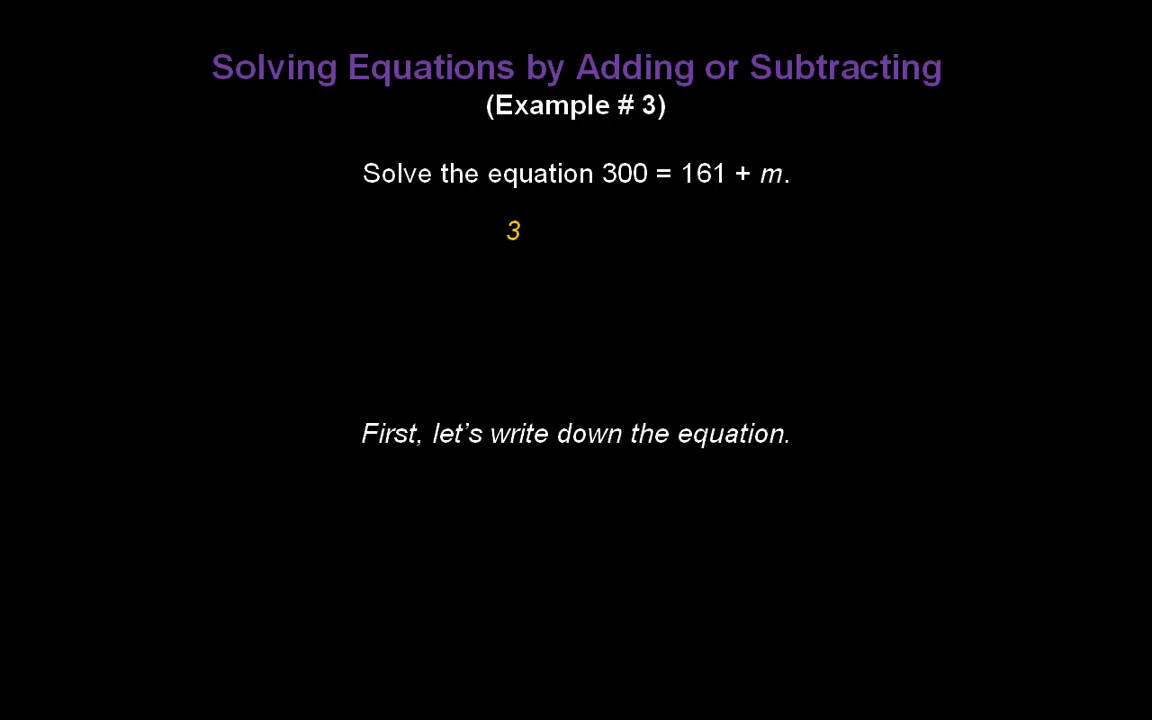 Solving Equations by Adding or Subtracting
(Example # 3)
Solve the equation 300 = 161 + m.
3
First, let’s write down the equation.